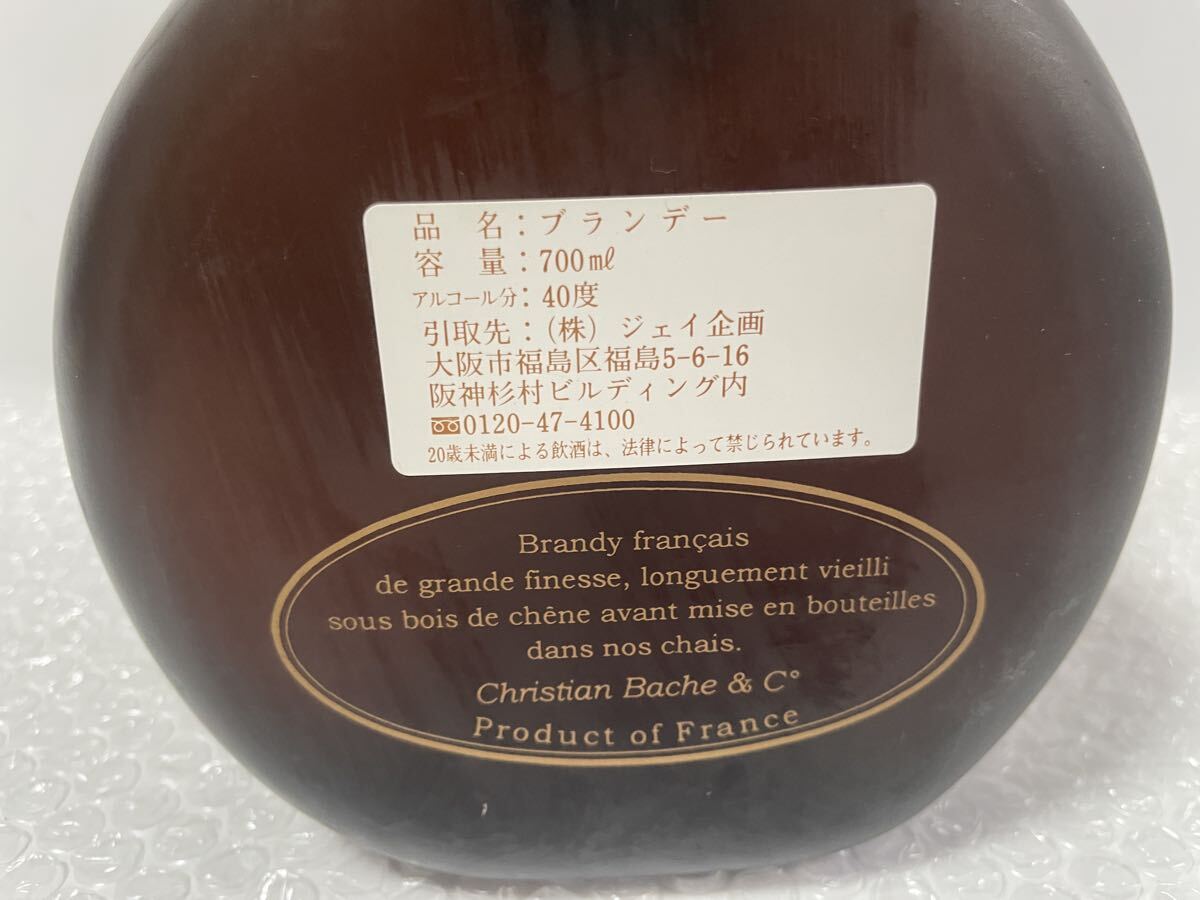 品　名：ブランデー
容　量：700㎖
アルコール分：40度
引取先：（株）ジェイ企画
大阪市福島区福島5-6-16
阪神杉村ビルディング内
0120-47-4100
20歳未満による飲酒は、法律によって禁じられています。
Brandy français
de grande finesse, longuement vieilli
sous bois de chêne avant mise en bouteilles
dans nos chais.
Christian Bache & C°
Product of France